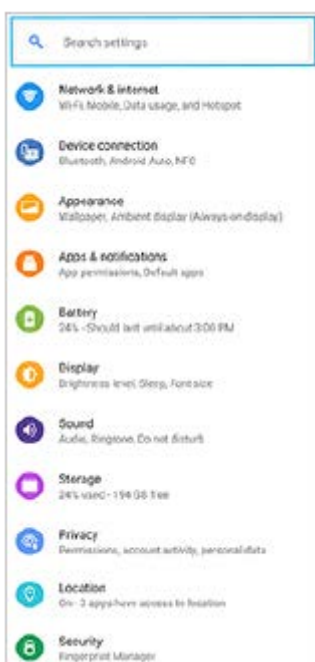 Search settings
Network & internet
Wi-Fi, Mobile, Data usage, and Hotspot
Device connection
Bluetooth, Android Auto, NFC
Appearance
Wallpaper, Ambient display (Always-on display)
Apps & notifications
App permissions, Default apps
Battery
24% - Should last until about 3:00 PM
Display
Brightness level, Sleep, Font size
Sound
Audio, Ringtone, Do not disturb
Storage
24% used - 194 GB free
Privacy
Permissions, account activity, personal data
Location
On - 3 apps have access to location
Security
Fingerprint Manager